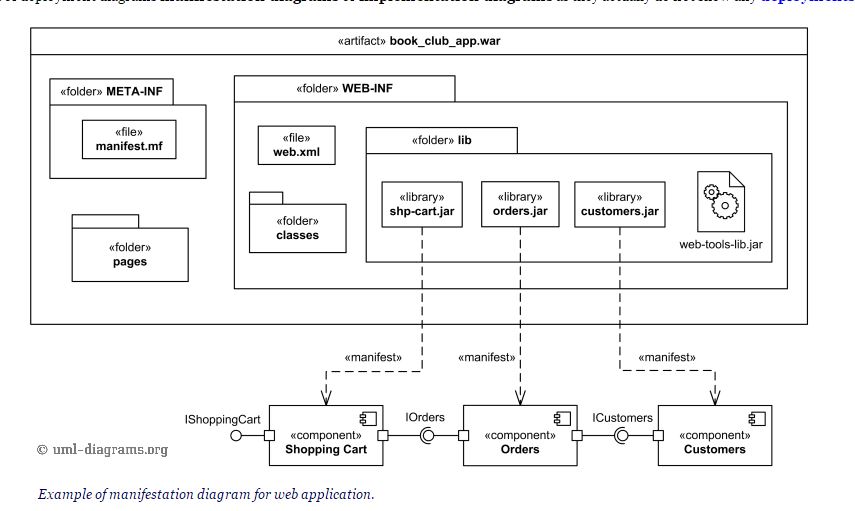 «artifact» book_club_app.war
«folder» META-INF
«folder» WEB-INF
«file»
manifest.mf
«file»
web.xml
«folder» lib
«library»
shp-cart.jar
«library»
orders.jar
«library»
customers.jar
web-tools-lib.jar
«folder»
classes
«folder»
pages
«manifest»
«manifest»
«manifest»
IShoppingCart
IOrders
ICustomers
«component»
Shopping Cart
«component»
Orders
«component»
Customers
© uml-diagrams.org
Example of manifestation diagram for web application.